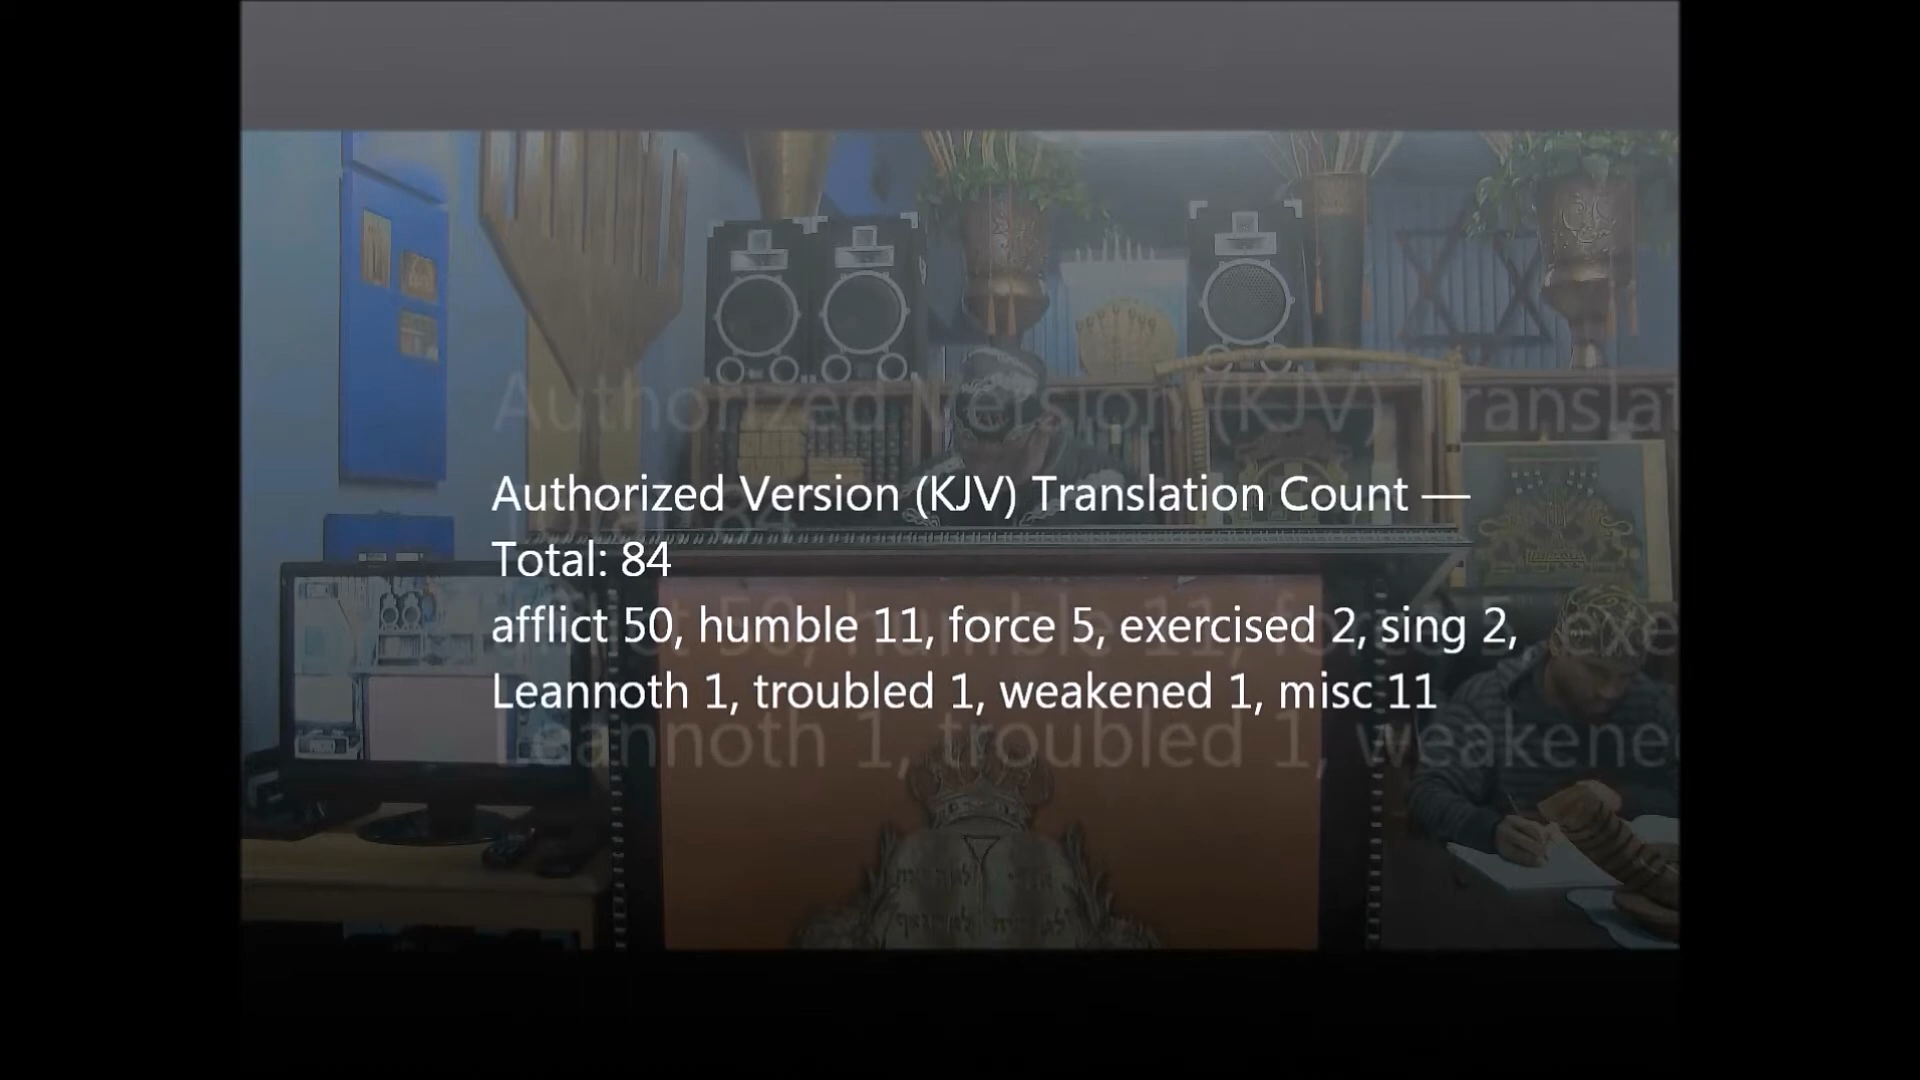 Authorized Version (KJV) Translation Count —
Total: 84
afflict 50, humble 11, force 5, exercised 2, sing 2,
Leannoth 1, troubled 1, weakened 1, misc 11